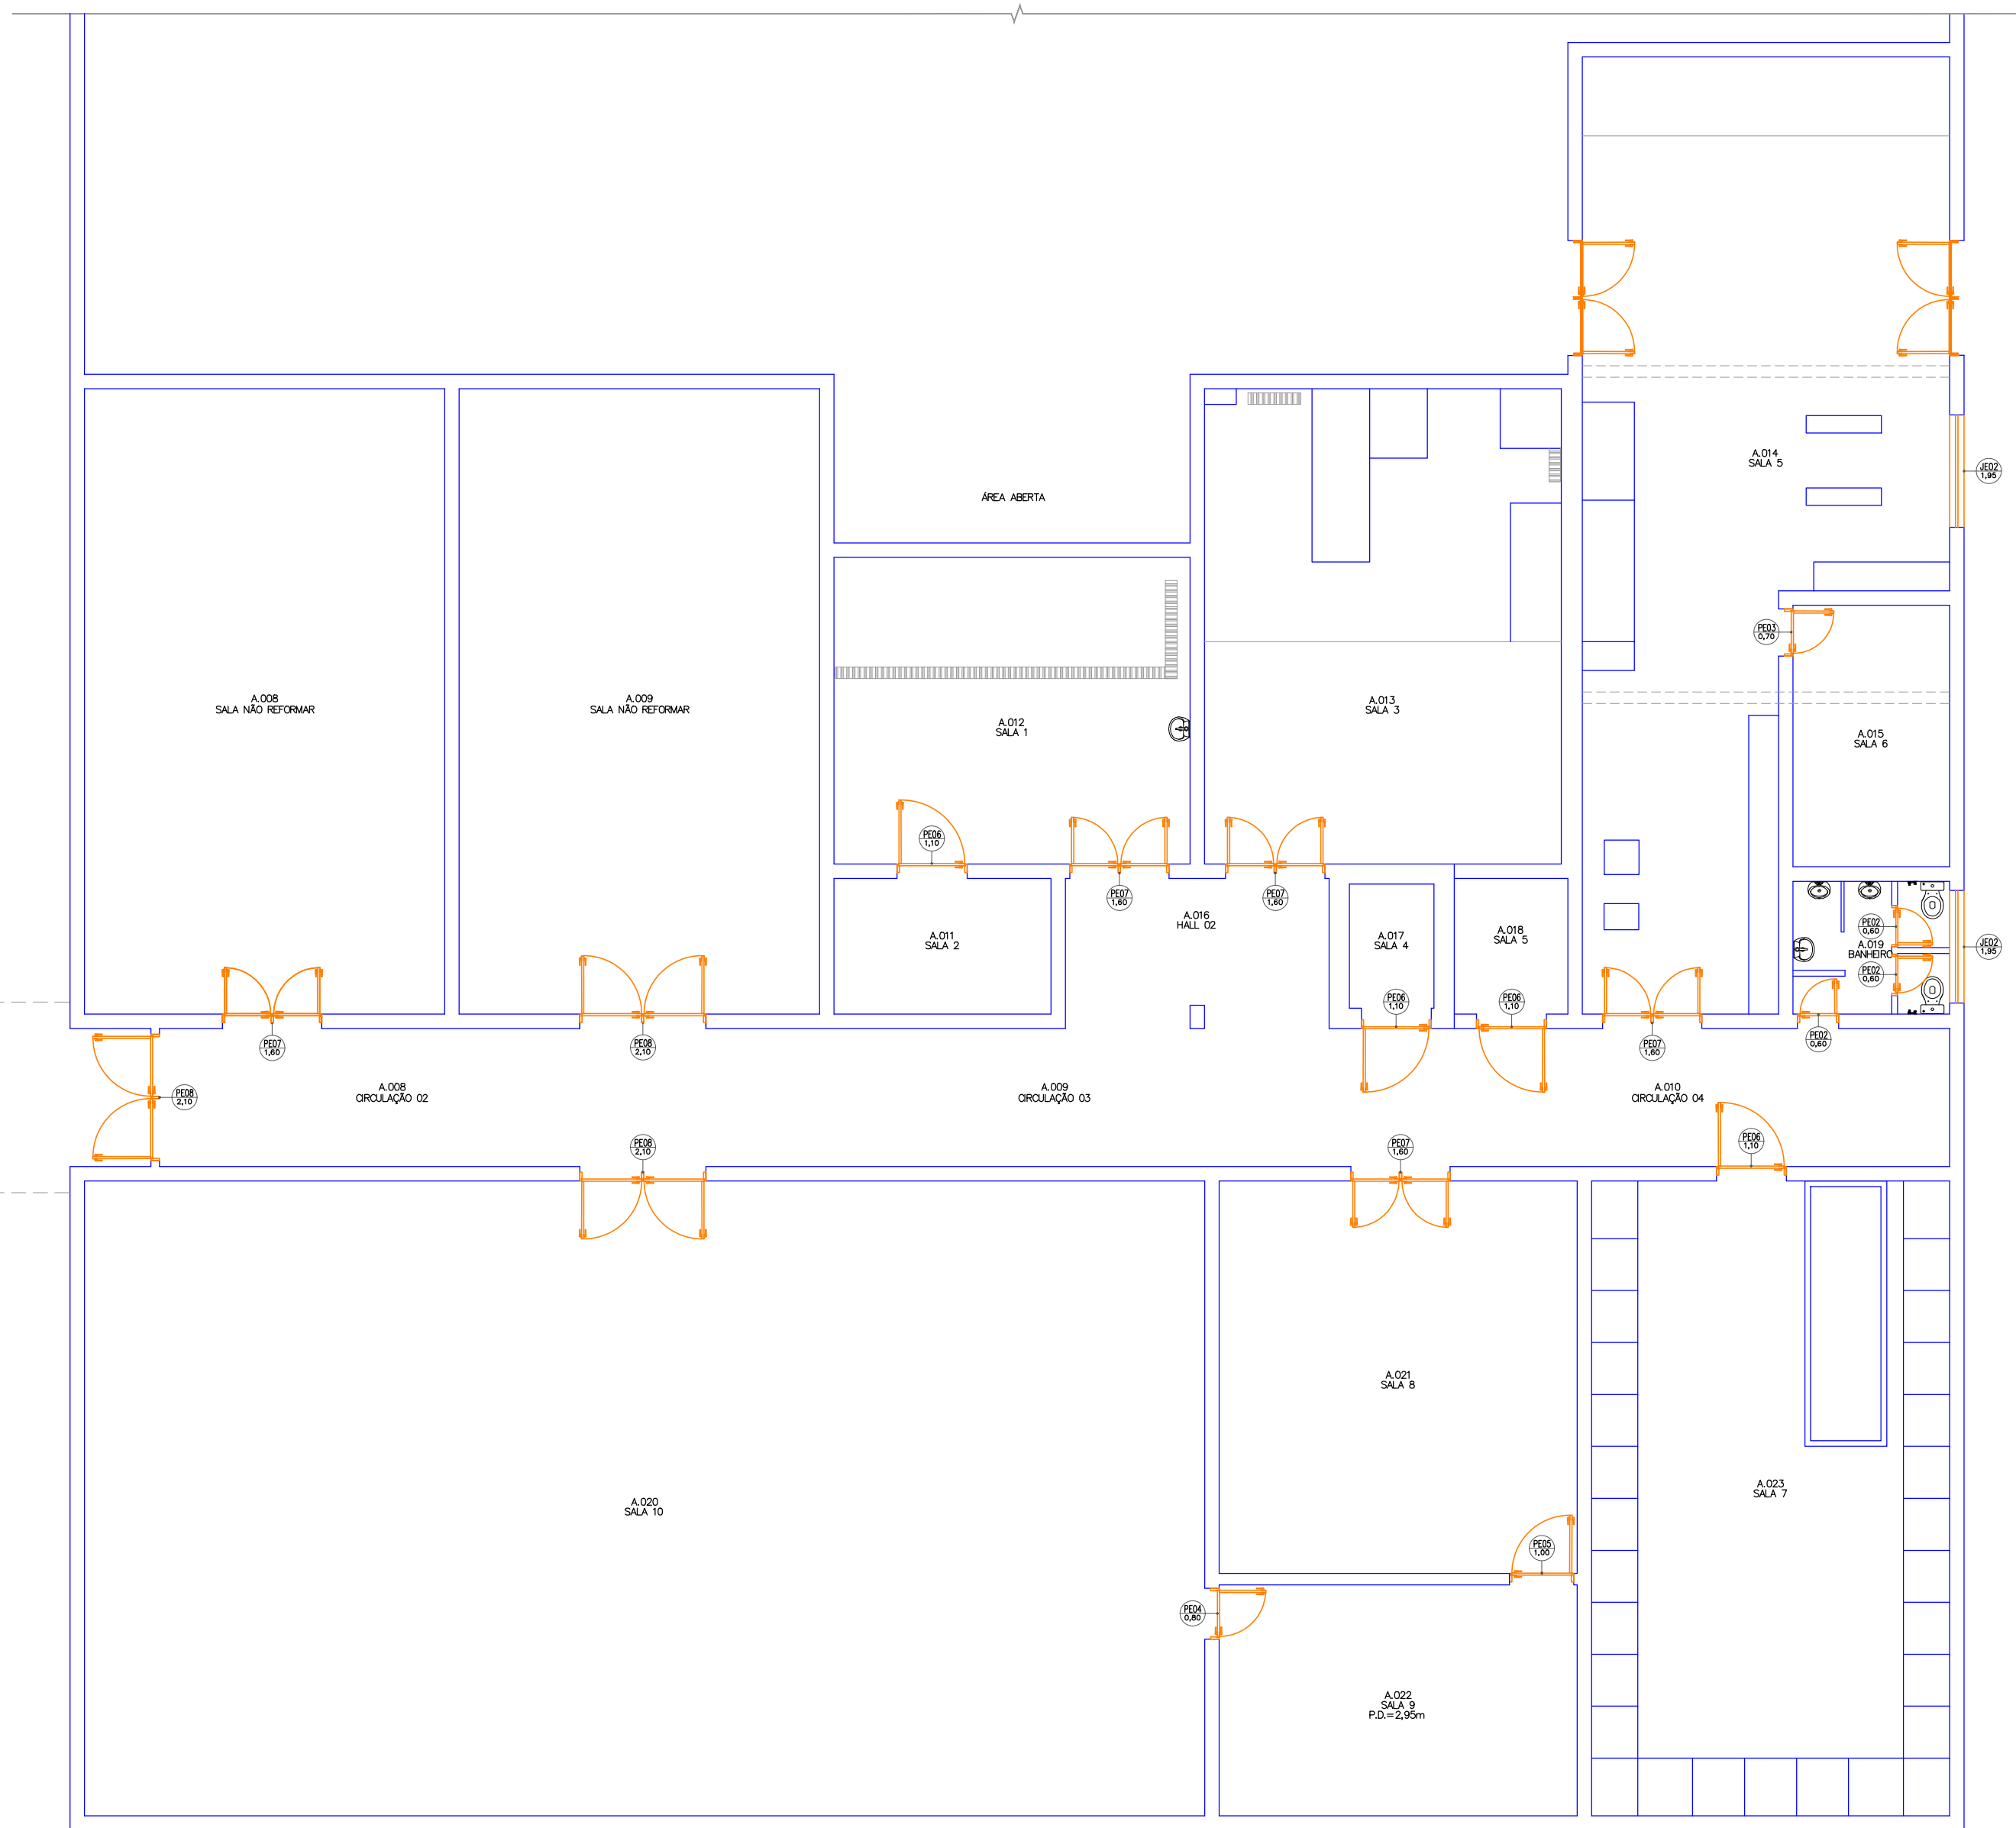 ÁREA ABERTA
A.014
SALA 5
JE02
1,95
PE03
0,70
A.008
SALA NÃO REFORMAR
A.009
SALA NÃO REFORMAR
A.012
SALA 1
A.013
SALA 3
A.015
SALA 6
PE06
1,10
PE07
1,60
PE07
1,60
A.016
HALL 02
A.011
SALA 2
A.017
SALA 4
A.018
SALA 5
PE02
0,60
A.019
BANHEIRO
PE02
0,60
JE02
1,95
PE06
1,10
PE06
1,10
PE07
1,60
PE08
2,10
PE07
1,60
PE02
0,60
PE08
2,10
A.008
CIRCULAÇÃO 02
A.009
CIRCULAÇÃO 03
A.010
CIRCULAÇÃO 04
PE08
2,10
PE07
1,60
PE06
1,10
A.021
SALA 8
A.023
SALA 7
A.020
SALA 10
PE05
1,00
PE04
0,80
A.022
SALA 9
P.D.=2,95m